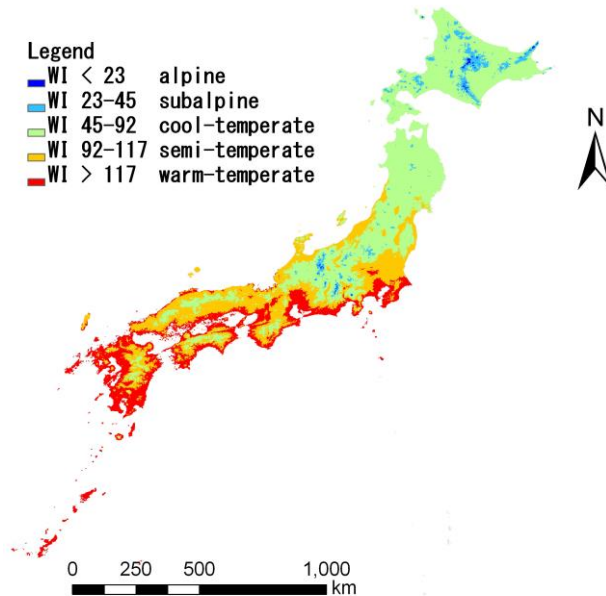 Legend
WI < 23 alpine
WI 23-45 subalpine
WI 45-92 cool-temperate
WI 92-117 semi-temperate
WI > 117 warm-temperate
N
0 250 500 1,000
km